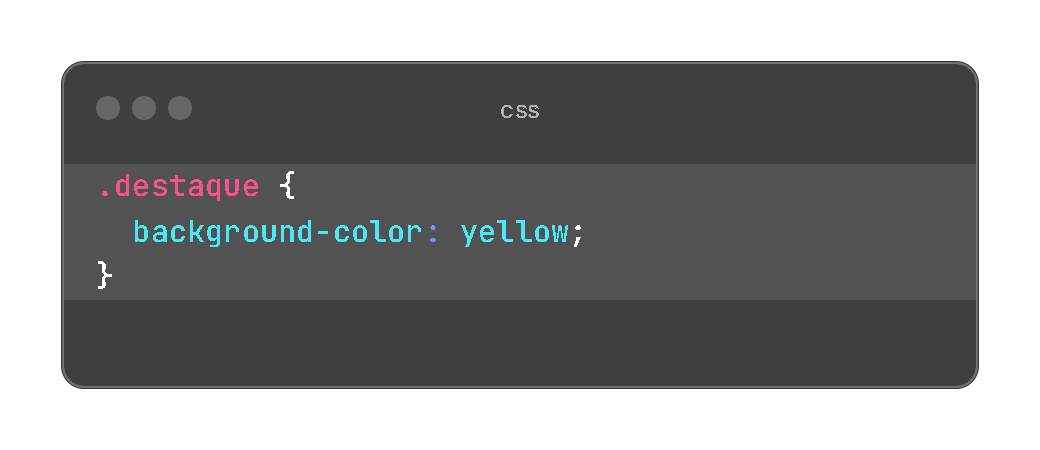 css
.destaque {
  background-color: yellow;
}